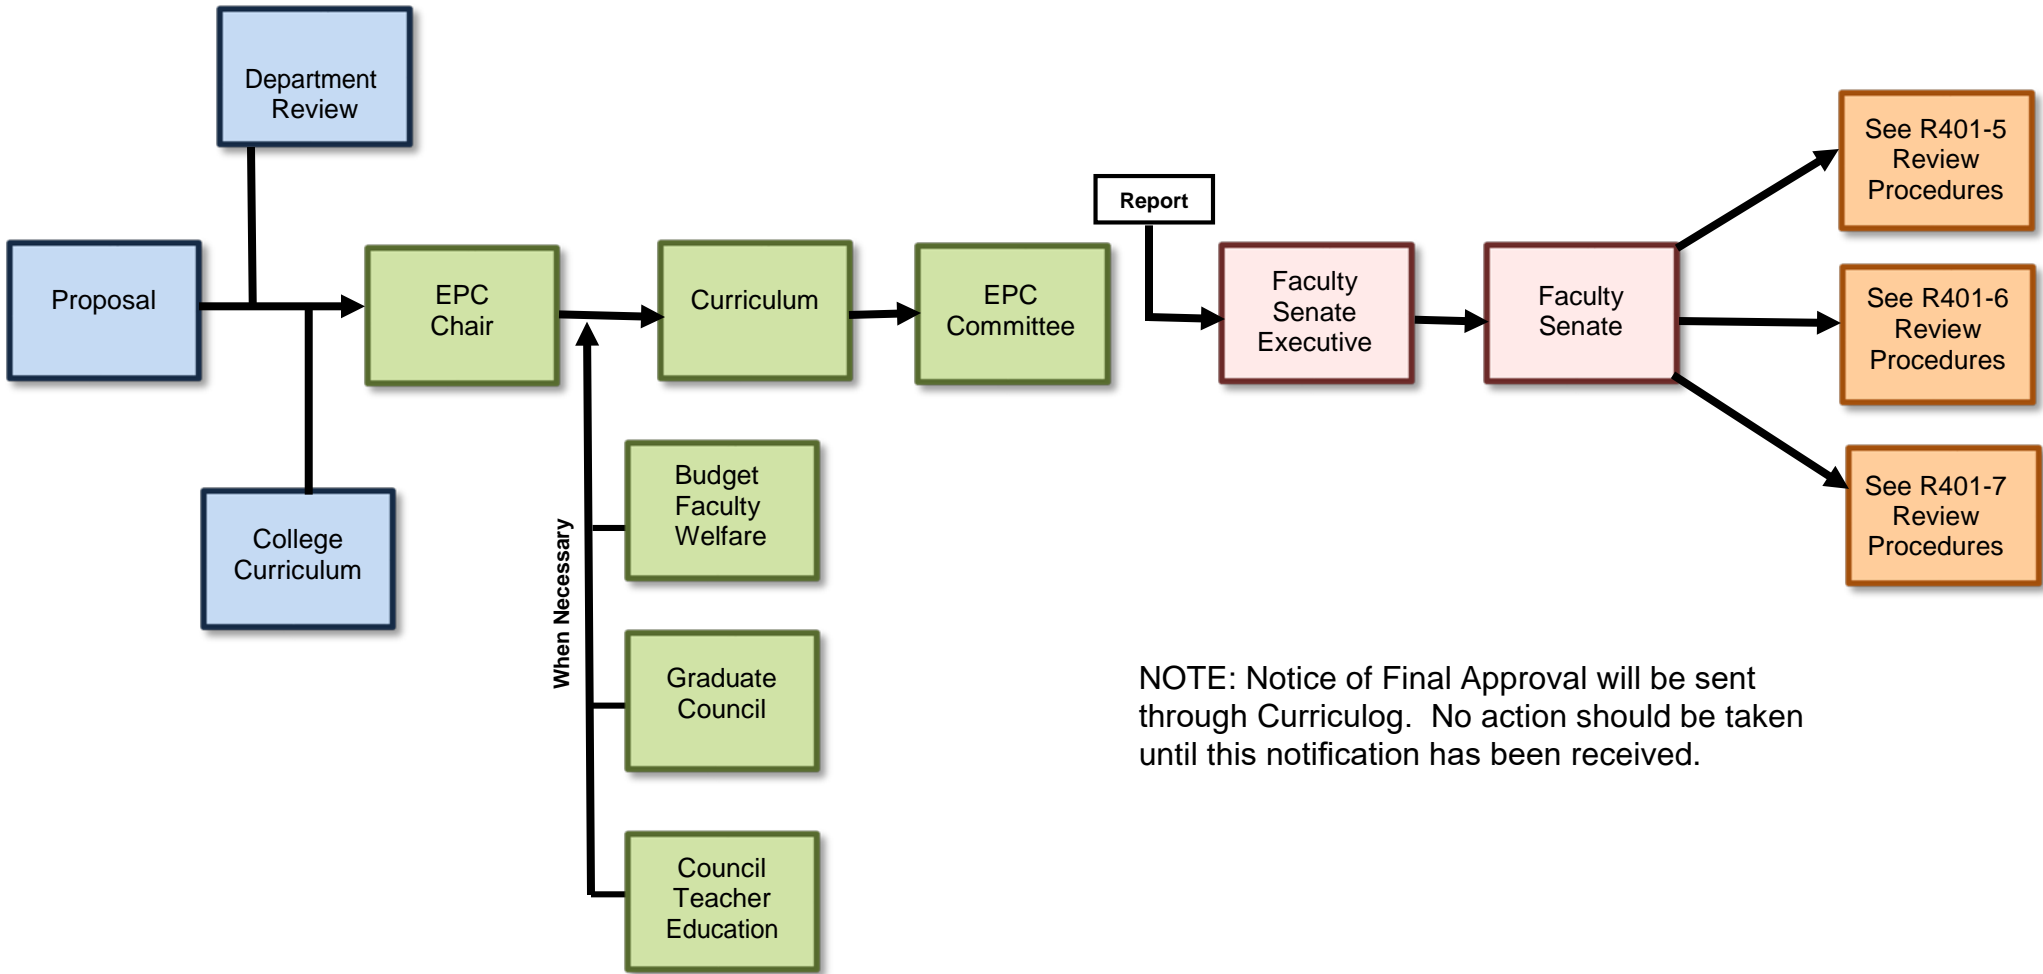 Department
Review
Proposal
College
Curriculum
EPC
Chair
When Necessary
Budget
Faculty
Welfare
Graduate
Council
Council
Teacher
Education
Curriculum
EPC
Committee
Report
Faculty
Senate
Executive
Faculty
Senate
See R401-5
Review
Procedures
See R401-6
Review
Procedures
See R401-7
Review
Procedures
NOTE: Notice of Final Approval will be sent
through Curriculog.  No action should be taken
until this notification has been received.